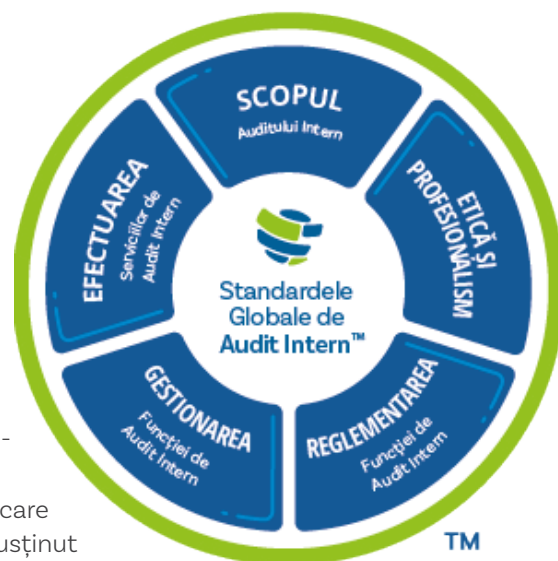 SCOPUL
Auditului Intern
ETICĂ ȘI
PROFESIONALISM
REGLEMENTAREA
Funcției de
Audit Intern
GESTIONAREA
Funcției de
Audit Intern
EFECTUAREA
Serviciilor de
Audit Intern
Standardele
Globale de
Audit Intern™
-
care
usținut
TM